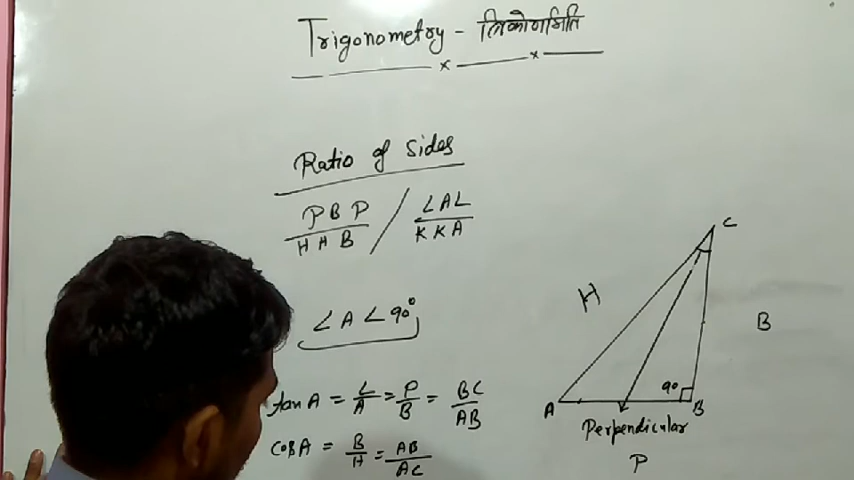 Trigonometry - त्रिकोणमिति
Ratio of Sides
P B P / L A L
H H B / K K A
∠A < 90°
tan A = L/A = P/B = BC/AB
cos A = B/H = AB/AC
C
H
B
90
A
B
Perpendicular
P